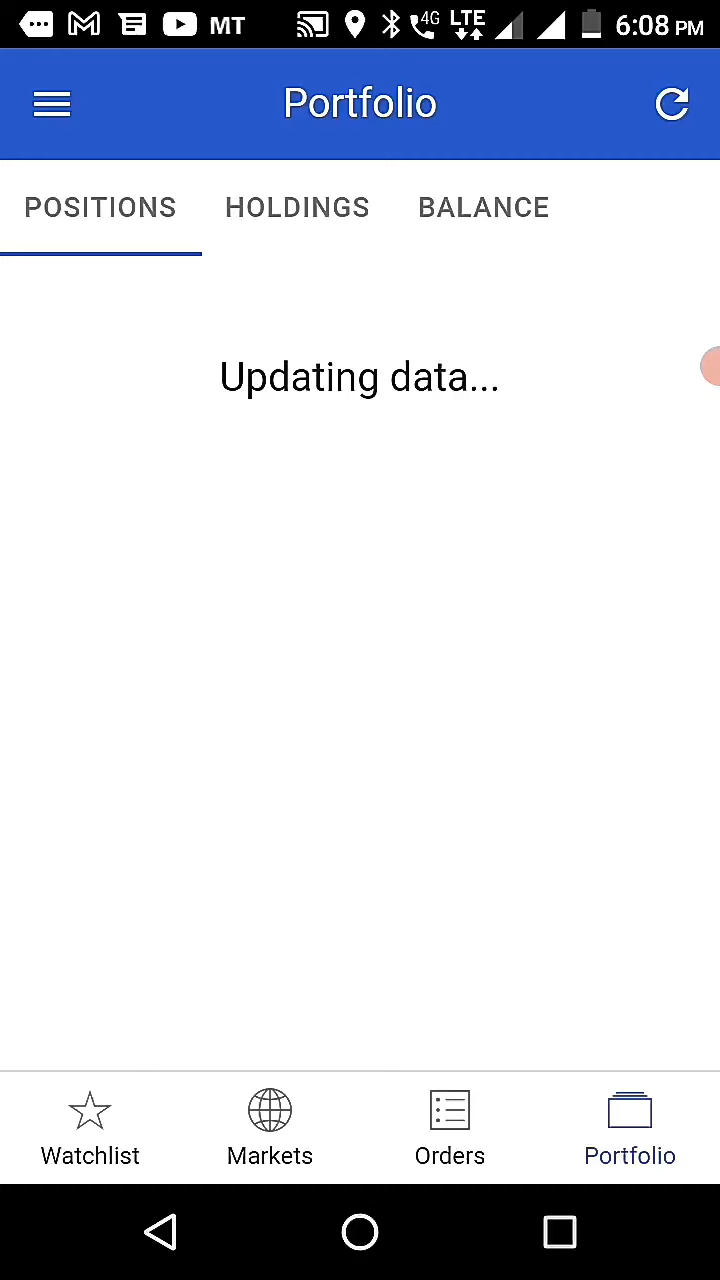 MT 4G LTE 6:08 PM
Portfolio
POSITIONS HOLDINGS BALANCE
Updating data...
Watchlist Markets Orders Portfolio